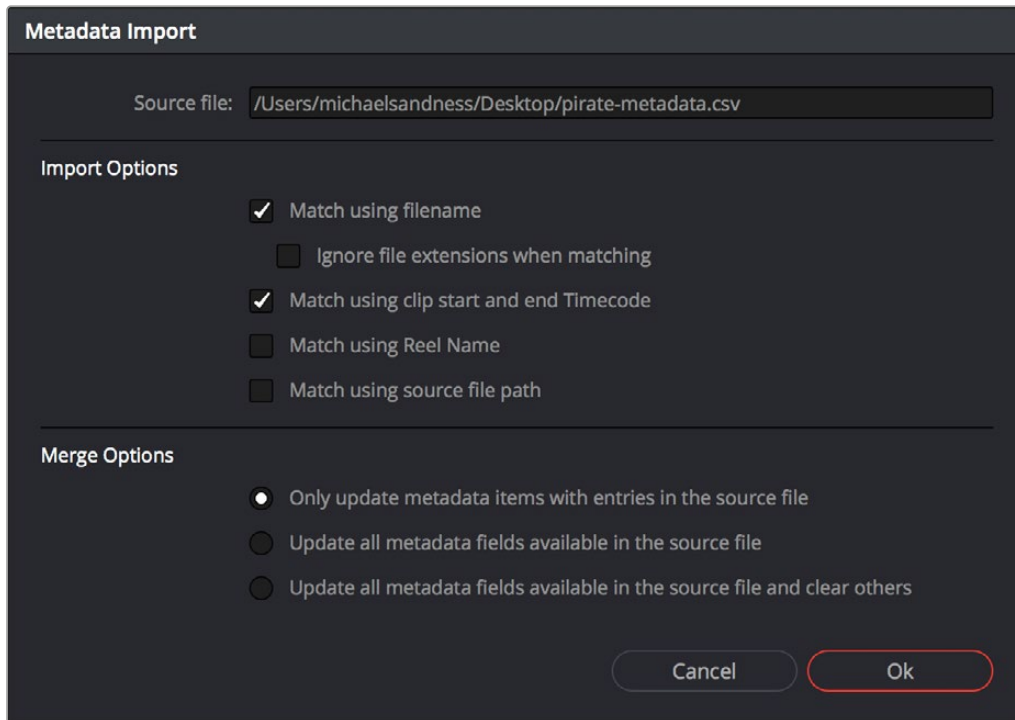 Metadata Import
Source file: /Users/michaelsandness/Desktop/pirate-metadata.csv
Import Options
Match using filename
Ignore file extensions when matching
Match using clip start and end Timecode
Match using Reel Name
Match using source file path
Merge Options
Only update metadata items with entries in the source file
Update all metadata fields available in the source file
Update all metadata fields available in the source file and clear others
Cancel Ok